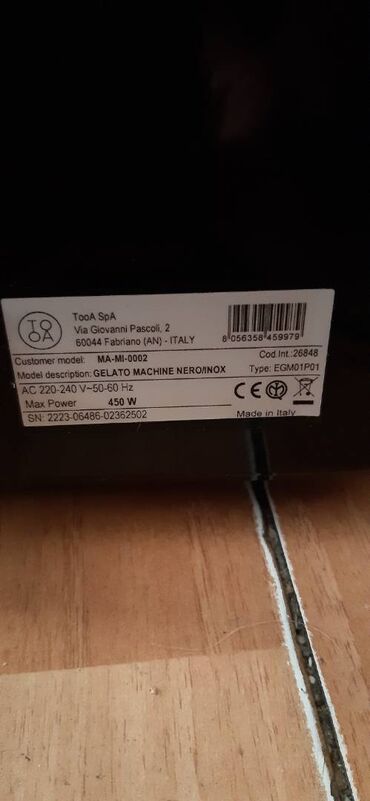 TOOA
TooA SpA
Via Giovanni Pascoli, 2
60044 Fabriano (AN) - ITALY
8 056358 459979
Customer model: MA-MI-0002
Cod.Int.:26848
Model description: GELATO MACHINE NERO/INOX
Type: EGM01P01
AC 220-240 V~50-60 Hz
Max Power 450 W
CE
SN: 2223-06486-02362502
Made in Italy